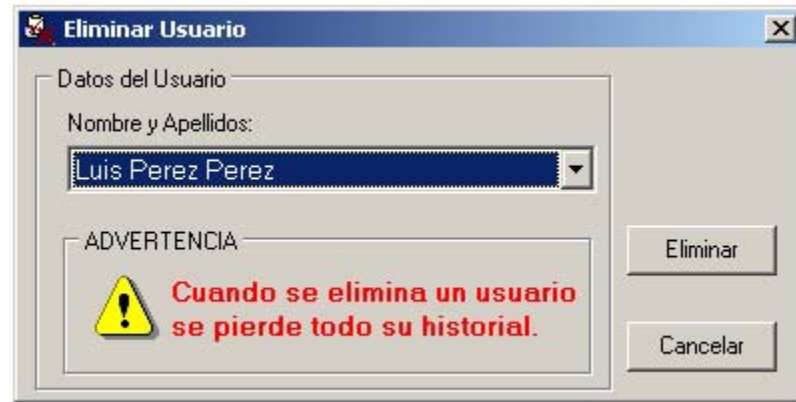 Eliminar Usuario
Datos del Usuario
Nombre y Apellidos:
Luis Perez Perez
ADVERTENCIA
Cuando se elimina un usuario
se pierde todo su historial.
Eliminar
Cancelar